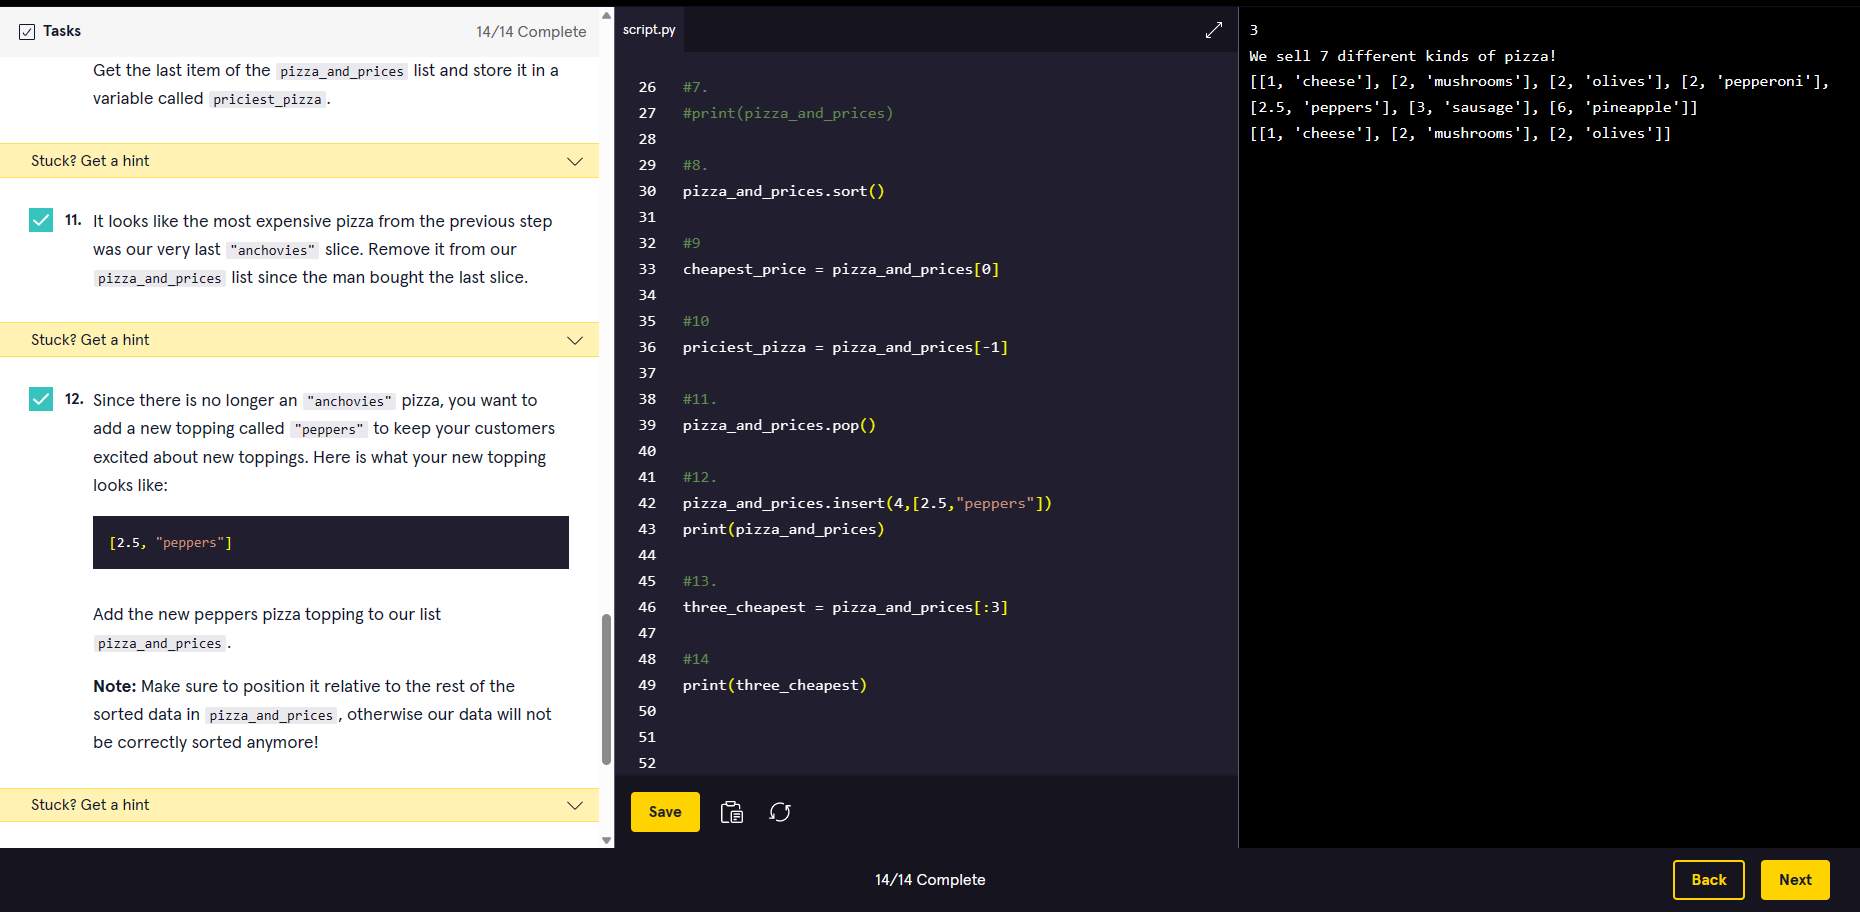 Tasks
14/14 Complete
Get the last item of the pizza_and_prices list and store it in a
variable called priciest_pizza.
Stuck? Get a hint
11. It looks like the most expensive pizza from the previous step
was our very last "anchovies" slice. Remove it from our
pizza_and_prices list since the man bought the last slice.
Stuck? Get a hint
12. Since there is no longer an "anchovies" pizza, you want to
add a new topping called "peppers" to keep your customers
excited about new toppings. Here is what your new topping
looks like:
[2.5, "peppers"]
Add the new peppers pizza topping to our list
pizza_and_prices.
Note: Make sure to position it relative to the rest of the
sorted data in pizza_and_prices, otherwise our data will not
be correctly sorted anymore!
Stuck? Get a hint
script.py
26 #7.
27 #print(pizza_and_prices)
28
29 #8.
30 pizza_and_prices.sort()
31
32 #9
33 cheapest_price = pizza_and_prices[0]
34
35 #10
36 priciest_pizza = pizza_and_prices[-1]
37
38 #11.
39 pizza_and_prices.pop()
40
41 #12.
42 pizza_and_prices.insert(4,[2.5,"peppers"])
43 print(pizza_and_prices)
44
45 #13.
46 three_cheapest = pizza_and_prices[:3]
47
48 #14
49 print(three_cheapest)
50
51
52
Save
3
We sell 7 different kinds of pizza!
[[1, 'cheese'], [2, 'mushrooms'], [2, 'olives'], [2, 'pepperoni'],
[2.5, 'peppers'], [3, 'sausage'], [6, 'pineapple']]
[[1, 'cheese'], [2, 'mushrooms'], [2, 'olives']]
14/14 Complete
Back
Next